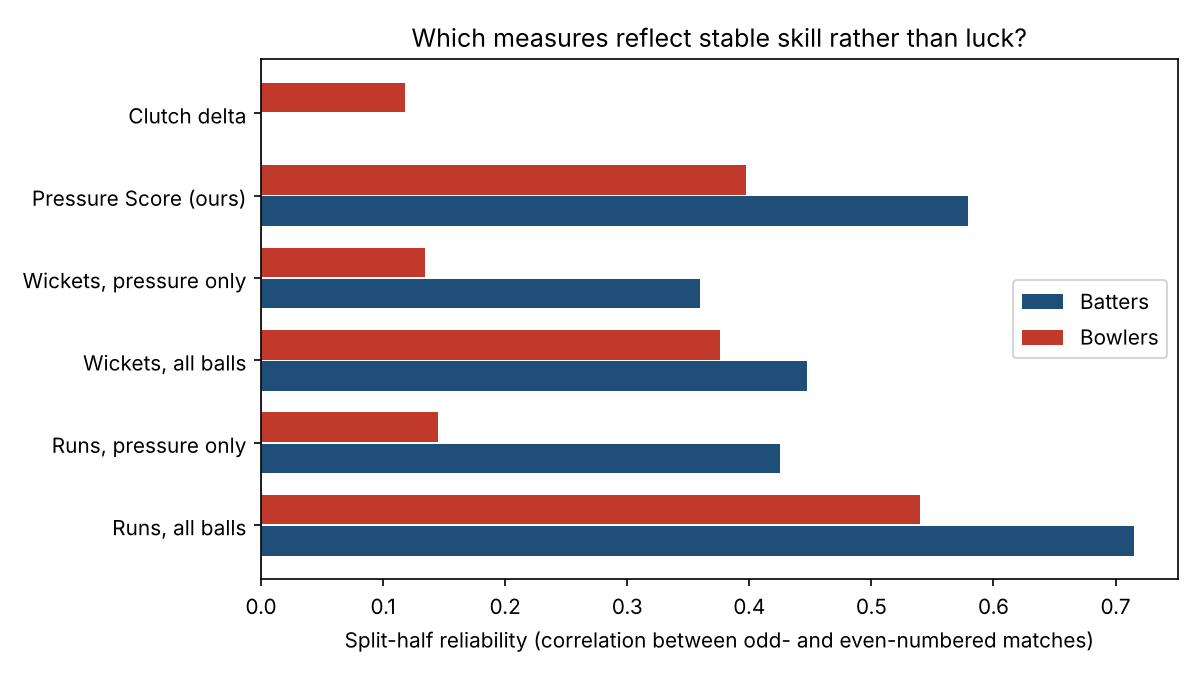 Which measures reflect stable skill rather than luck?
Clutch delta
Pressure Score (ours)
Wickets, pressure only
Wickets, all balls
Runs, pressure only
Runs, all balls
Batters
Bowlers
0.0 0.1 0.2 0.3 0.4 0.5 0.6 0.7
Split-half reliability (correlation between odd- and even-numbered matches)